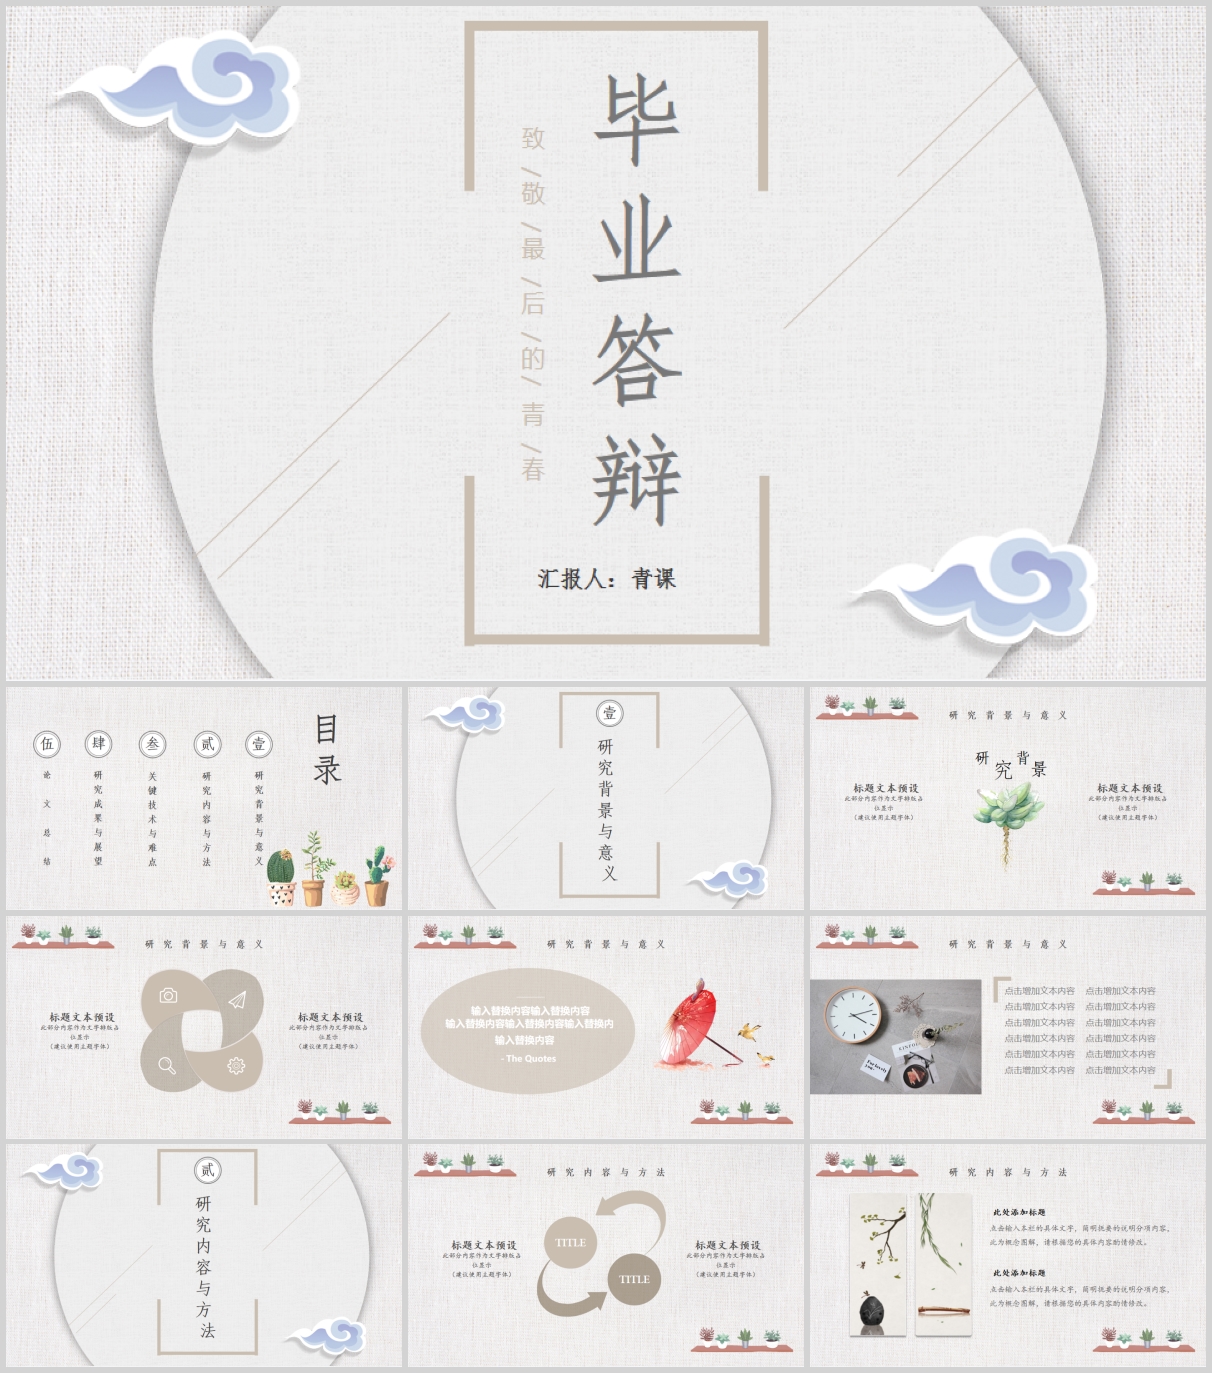 毕业答辩
致/敬/最/后/的/青/春
汇报人：青课
目录
壹
研究背景与意义
贰
研究内容与方法
叁
关键技术与难点
肆
研究成果与展望
伍
论文总结
壹
研究背景与意义
研究背景与意义
研究背景
标题文本预设
此部分内容作为文字排版占
位显示
（建议使用主题字体）
标题文本预设
此部分内容作为文字排版占
位显示
（建议使用主题字体）
研究背景与意义
标题文本预设
此部分内容作为文字排版占
位显示
（建议使用主题字体）
标题文本预设
此部分内容作为文字排版占
位显示
（建议使用主题字体）
研究背景与意义
输入替换内容输入替换内容
输入替换内容输入替换内容输入替换内
输入替换内容
- The Quotes
研究背景与意义
点击增加文本内容 点击增加文本内容
点击增加文本内容 点击增加文本内容
点击增加文本内容 点击增加文本内容
点击增加文本内容 点击增加文本内容
点击增加文本内容 点击增加文本内容
点击增加文本内容 点击增加文本内容
贰
研究内容与方法
研究内容与方法
标题文本预设
此部分内容作为文字排版占
位显示
（建议使用主题字体）
TITLE
TITLE
标题文本预设
此部分内容作为文字排版占
位显示
（建议使用主题字体）
研究内容与方法
此处添加标题
点击输入本栏的具体文字，简明扼要的说明分项内容，
此为概念图解，请根据您的具体内容酌情修改。
此处添加标题
点击输入本栏的具体文字，简明扼要的说明分项内容，
此为概念图解，请根据您的具体内容酌情修改。